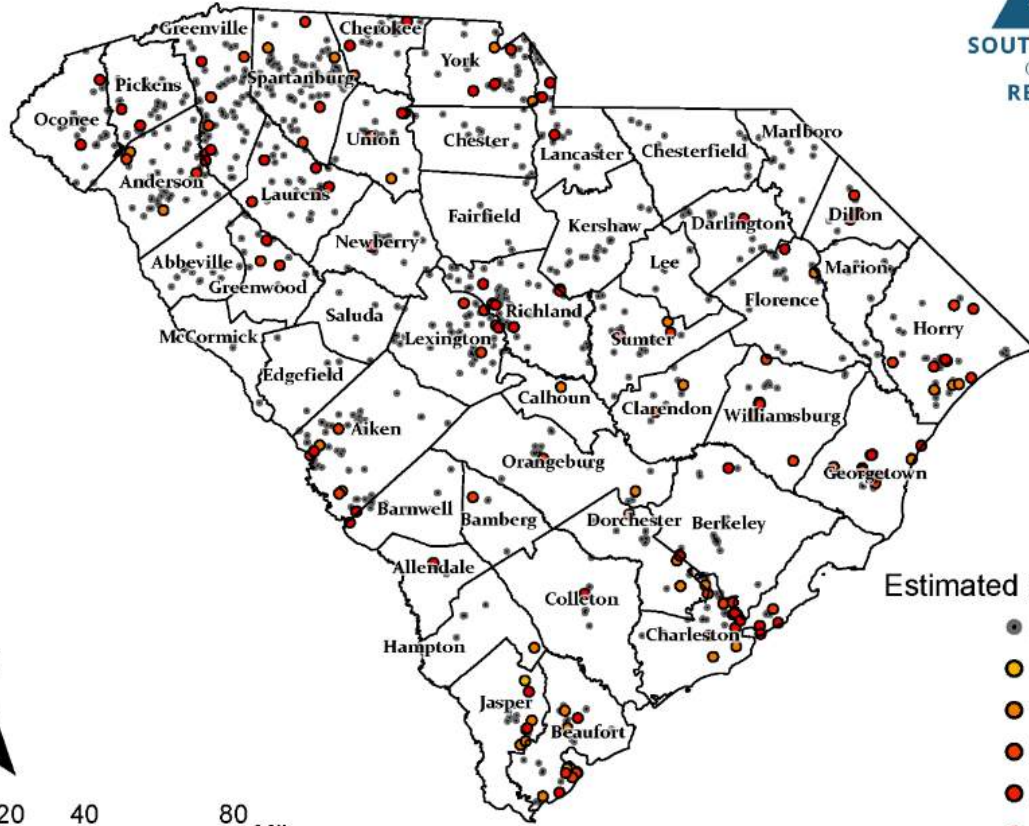 SOUT
RE
Greenville
Cherokee
York
Spartanburg
Pickens
Oconee
Union
Chester
Lancaster
Chesterfield
Marlboro
Anderson
Laurens
Fairfield
Kershaw
Darlington
Dillon
Newberry
Abbeville
Greenwood
Lee
Marion
Florence
Saluda
Richland
McCormick
Lexington
Sumter
Horry
Edgefield
Calhoun
Clarendon
Williamsburg
Aiken
Orangeburg
Georgetown
Barnwell
Bamberg
Dorchester
Berkeley
Allendale
Estimated
Colleton
Charleston
Hampton
Jasper
Beaufort
20 40 80